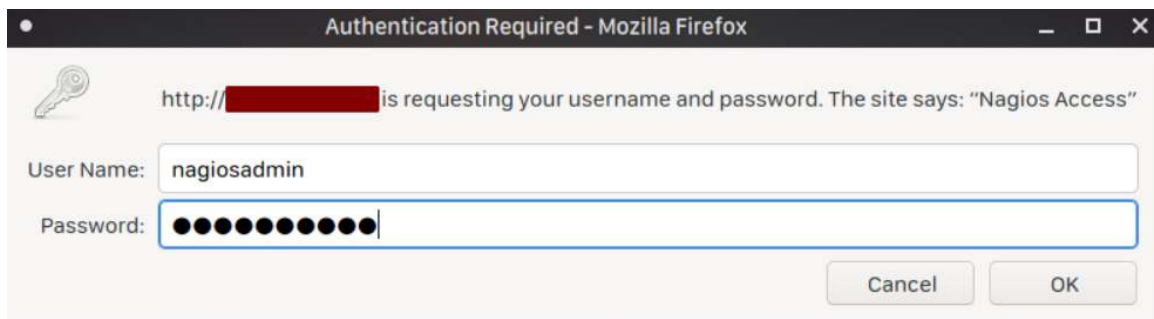 Authentication Required - Mozilla Firefox
http:// is requesting your username and password. The site says: “Nagios Access”
User Name: nagiosadmin
Password: ●●●●●●●●●●
Cancel OK